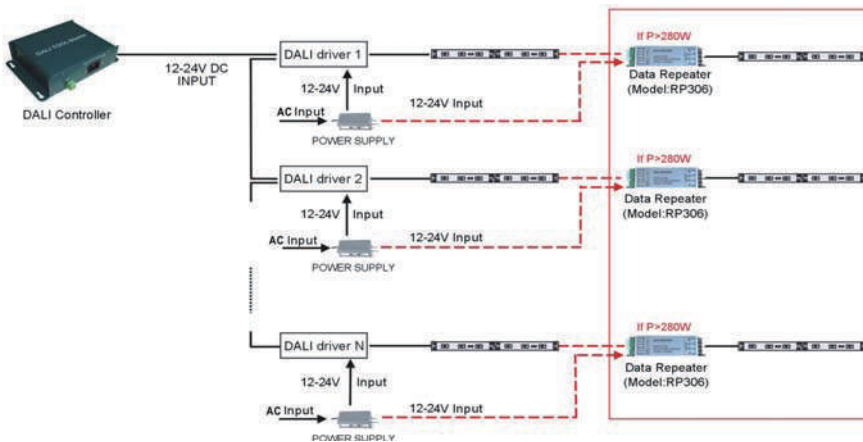 DALI Controller
12-24V DC
INPUT
DALI driver 1
12-24V Input
AC Input
POWER SUPPLY
12-24V Input
If P>280W
Data Repeater
(Model:RP306)
DALI driver 2
12-24V Input
AC Input
POWER SUPPLY
12-24V Input
If P>280W
Data Repeater
(Model:RP306)
DALI driver N
12-24V Input
AC Input
POWER SUPPLY
12-24V Input
If P>280W
Data Repeater
(Model:RP306)